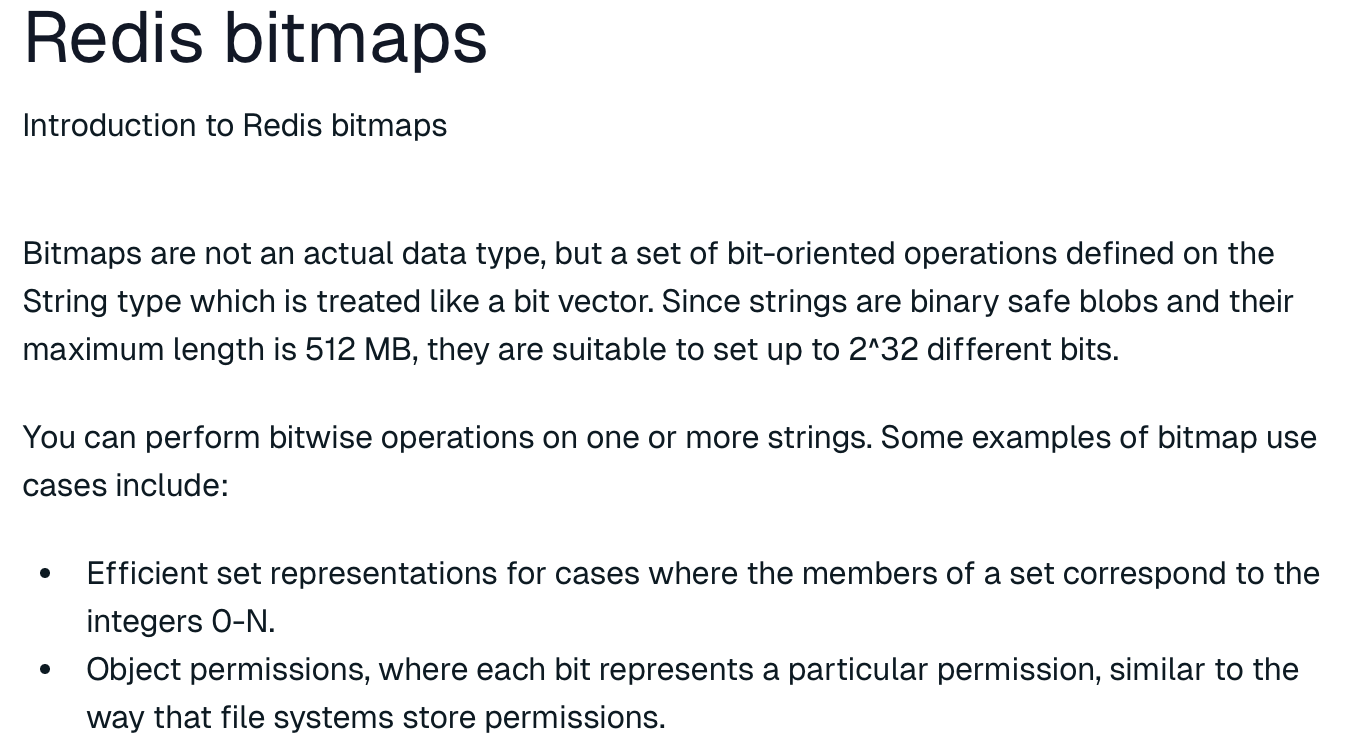 Redis bitmaps
Introduction to Redis bitmaps
Bitmaps are not an actual data type, but a set of bit-oriented operations defined on the
String type which is treated like a bit vector. Since strings are binary safe blobs and their
maximum length is 512 MB, they are suitable to set up to 2^32 different bits.
You can perform bitwise operations on one or more strings. Some examples of bitmap use
cases include:
• Efficient set representations for cases where the members of a set correspond to the
integers 0-N.
• Object permissions, where each bit represents a particular permission, similar to the
way that file systems store permissions.